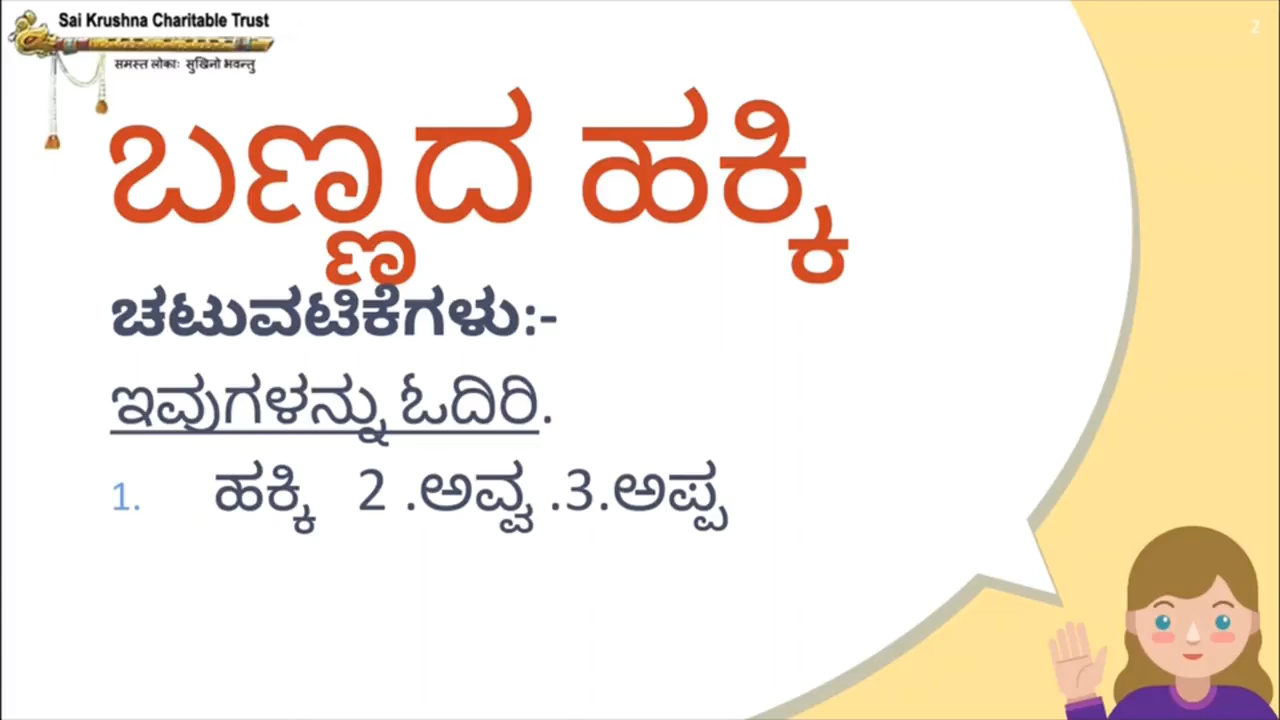 Sai Krushna Charitable Trust
समस्त लोकाः सुखिनो भवन्तु
2
ಬಣ್ಣದ ಹಕ್ಕಿ
ಚಟುವಟಿಕೆಗಳು:-
ಇವುಗಳನ್ನು ಓದಿರಿ.
1. ಹಕ್ಕಿ 2 .ಅವ್ವ .3.ಅಪ್ಪ